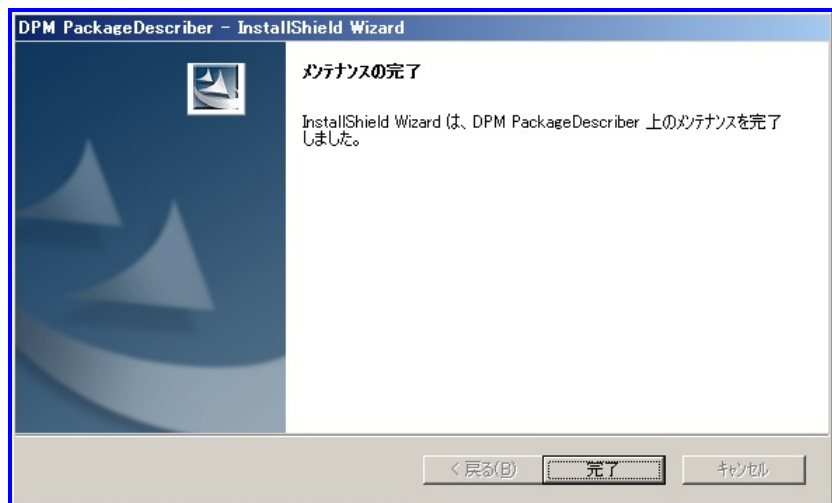 DPM PackageDescriber - InstallShield Wizard
メンテナンスの完了
InstallShield Wizard は、DPM PackageDescriber 上のメンテナンスを完了
しました。
< 戻る(B)
完了
キャンセル